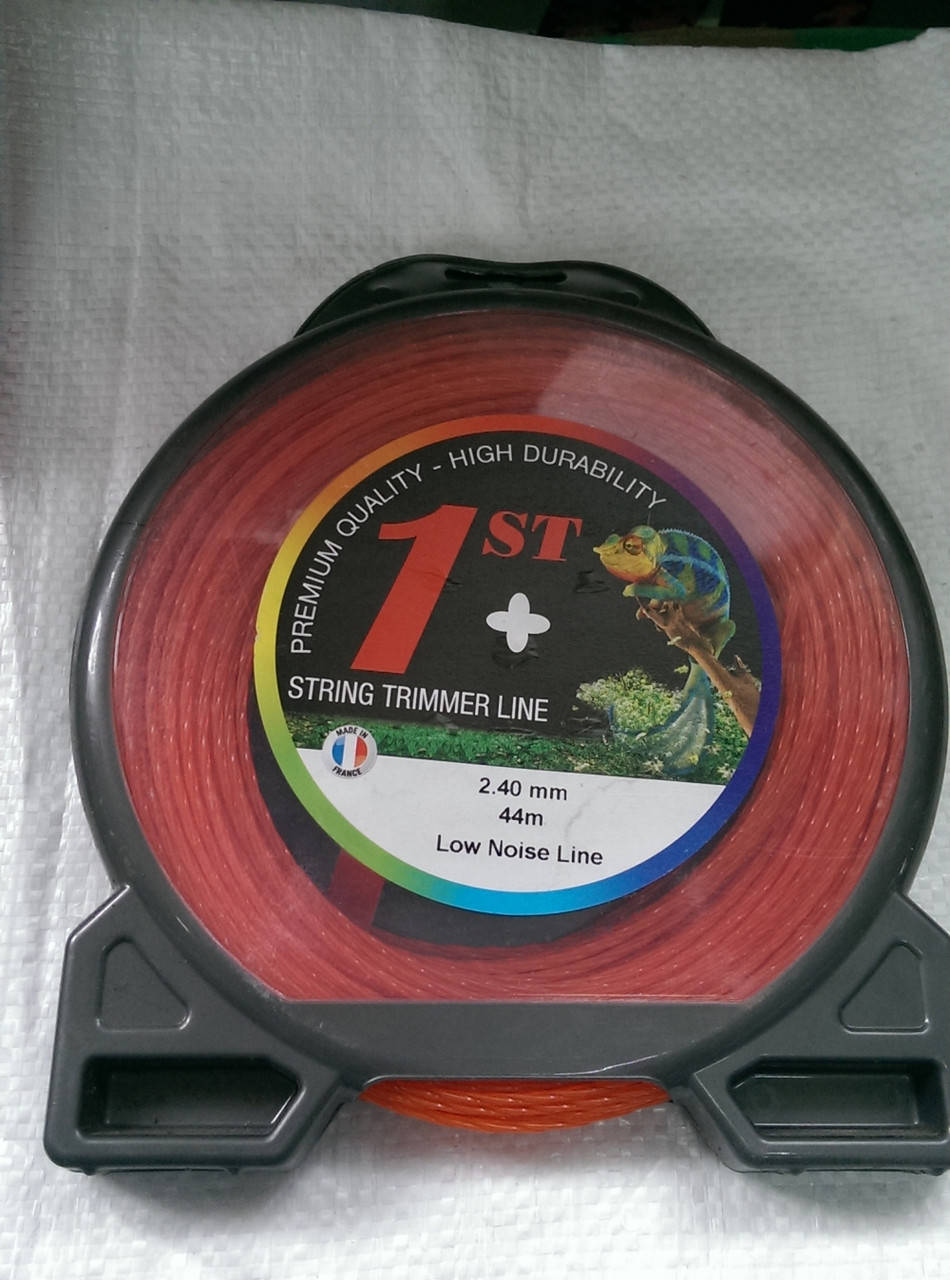 PREMIUM QUALITY - HIGH DURABILITY
1ST
STRING TRIMMER LINE
MADE IN
FRANCE
2.40 mm
44m
Low Noise Line